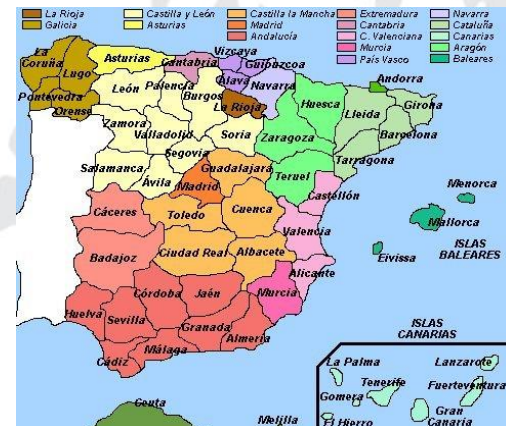 La Rioja Castilla y León Castilla la Mancha Extremadura Navarra
Galicia Asturias Madrid Cantabria Cataluña
Andalucía C. Valenciana Canarias
Murcia Aragón
País Vasco Baleares
La Coruña
Lugo
Asturias
Cantabria
Vizcaya
Guipúzcoa
Pontevedra
Orense
León
Palencia
Burgos
Álava
Navarra
La Rioja
Andorra
Huesca
Lleida
Girona
Zamora
Valladolid
Soria
Zaragoza
Barcelona
Segovia
Tarragona
Salamanca
Ávila
Madrid
Guadalajara
Teruel
Castellón
Menorca
Mallorca
Cáceres
Toledo
Cuenca
Valencia
ISLAS
BALEARES
Eivissa
Badajoz
Ciudad Real
Albacete
Alicante
Córdoba
Jaén
Murcia
Huelva
Sevilla
Granada
Almería
Málaga
Cádiz
ISLAS
CANARIAS
La Palma
Lanzarote
Tenerife
Fuerteventura
Gomera
Gran
Canaria
El Hierro
Ceuta
Melilla